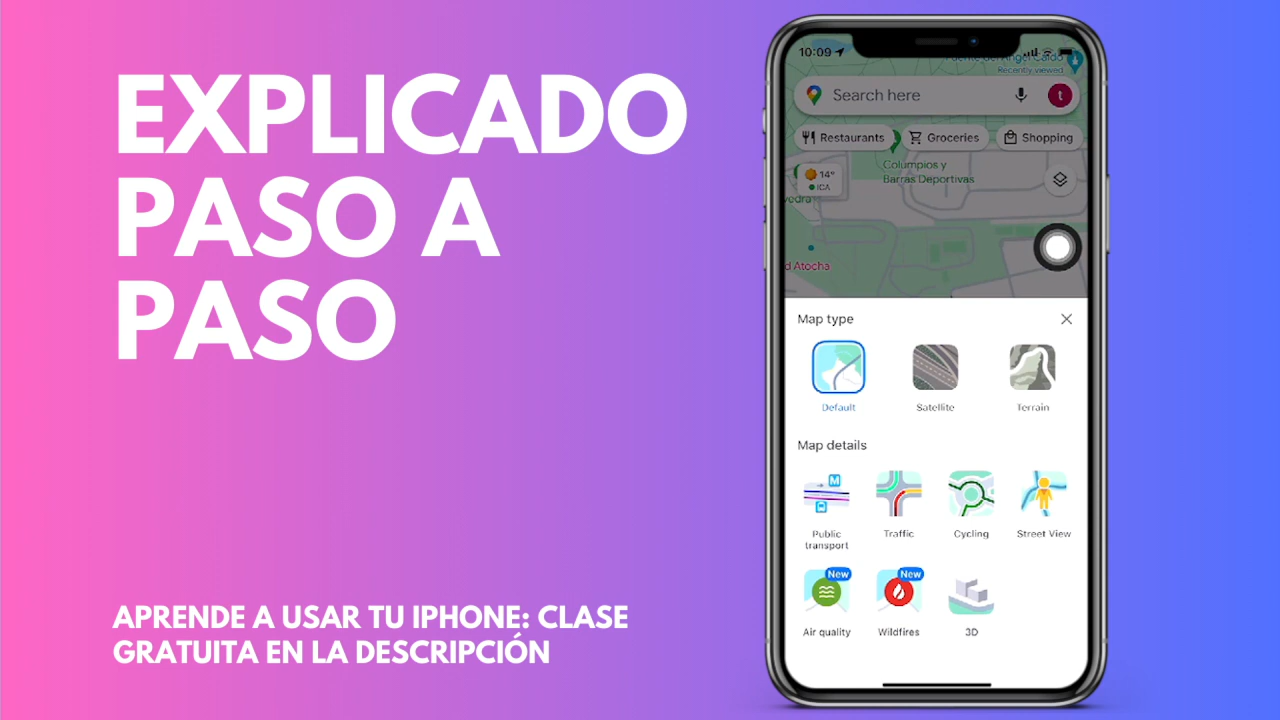 EXPLICADO
PASO A
PASO
APRENDE A USAR TU IPHONE: CLASE
GRATUITA EN LA DESCRIPCIÓN
10:09
Recently viewed
Search here
t
Restaurants
Groceries
Shopping
14°
ICA
Columpios y
Barras Deportivas
d Atocha
Map type
Default
Satellite
Terrain
Map details
M
Public
transport
Traffic
Cycling
Street View
New
Air quality
New
Wildfires
3D